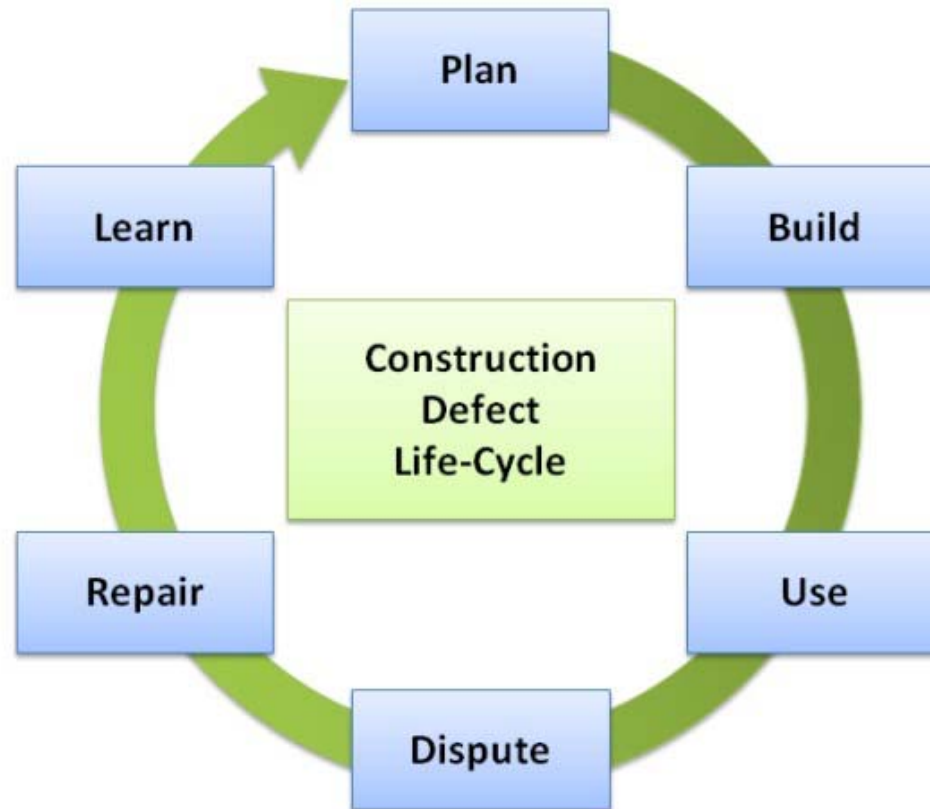 Plan
Build
Use
Dispute
Repair
Learn
Construction
Defect
Life-Cycle